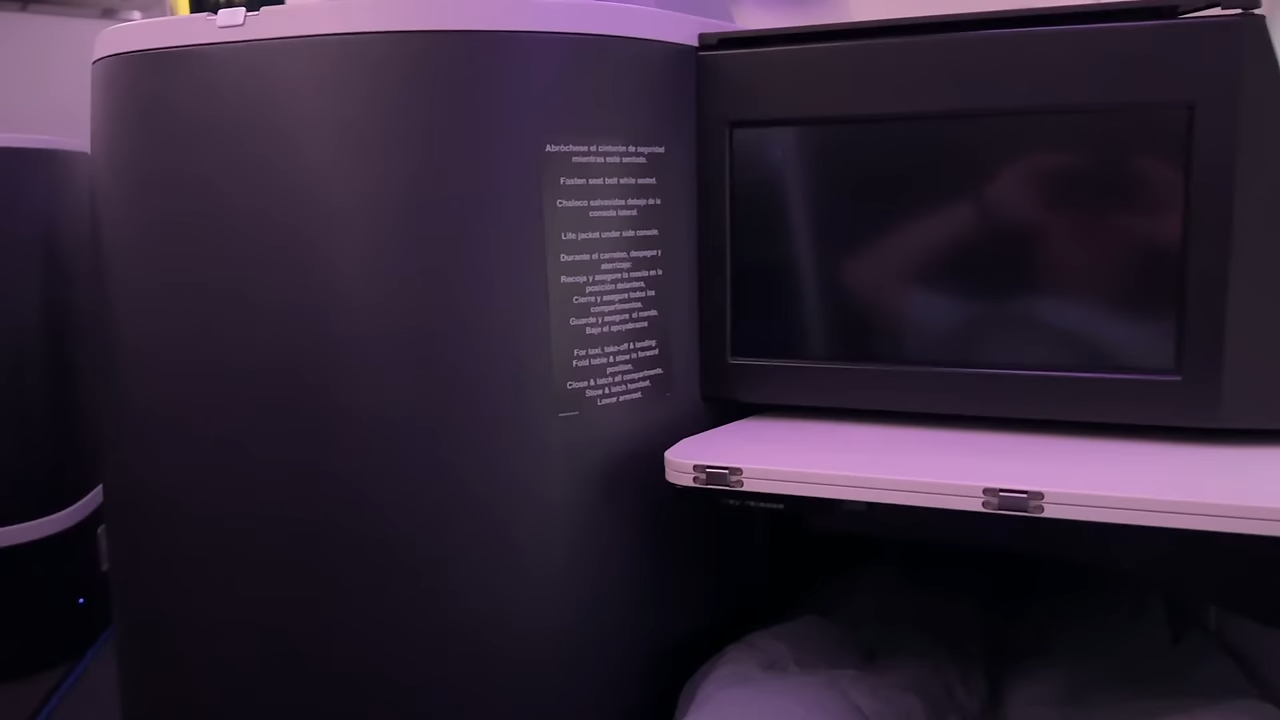 Abróchese el cinturón de seguridad
mientras esté sentado.
Fasten seat belt while seated.
Chaleco salvavidas debajo de la
consola lateral.
Life jacket under side console.
Durante el carreteo, despegue y
aterrizaje:
Recoja y asegure la mesita en la
posición delantera.
Cierre y asegure todos los
compartimentos.
Guarde y asegure el mando.
Baje el apoyabrazos
For taxi, take-off & landing:
Fold table & stow in forward
position.
Close & latch all compartments.
Stow & latch handset.
Lower armrest.